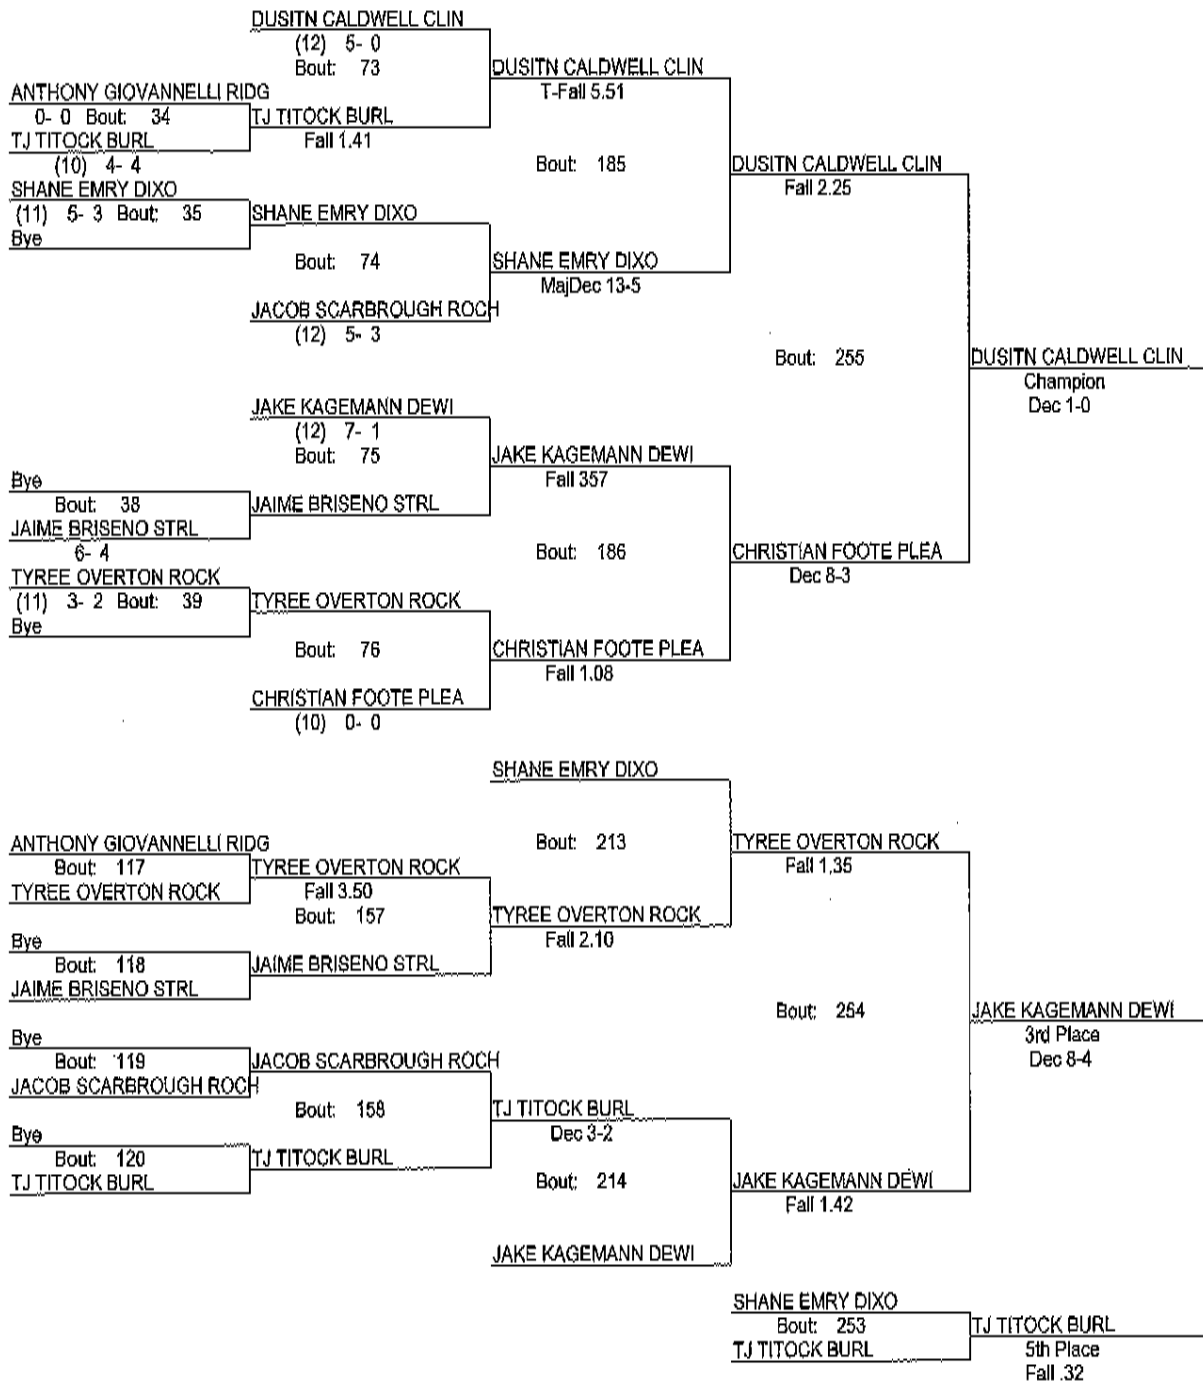 DUSITN CALDWELL CLIN
(12) 5- 0
Bout: 73
DUSITN CALDWELL CLIN
T-Fall 5.51
ANTHONY GIOVANNELLI RIDG
0- 0 Bout: 34
TJ TITOCK BURL
(10) 4- 4
TJ TITOCK BURL
Fall 1.41
Bout: 185
DUSITN CALDWELL CLIN
Fall 2.25
SHANE EMRY DIXO
(11) 5- 3 Bout: 35
Bye
SHANE EMRY DIXO
Bout: 74
SHANE EMRY DIXO
MajDec 13-5
JACOB SCARBROUGH ROCH
(12) 5- 3
Bout: 255
DUSITN CALDWELL CLIN
Champion
Dec 1-0
JAKE KAGEMANN DEWI
(12) 7- 1
Bout: 75
JAKE KAGEMANN DEWI
Fall 357
Bye
Bout: 38
JAIME BRISENO STRL
6- 4
JAIME BRISENO STRL
Bout: 186
CHRISTIAN FOOTE PLEA
Dec 8-3
TYREE OVERTON ROCK
(11) 3- 2 Bout: 39
Bye
TYREE OVERTON ROCK
Bout: 76
CHRISTIAN FOOTE PLEA
Fall 1.08
CHRISTIAN FOOTE PLEA
(10) 0- 0
SHANE EMRY DIXO
Bout: 213
TYREE OVERTON ROCK
Fall 1.35
ANTHONY GIOVANNELLI RIDG
Bout: 117
TYREE OVERTON ROCK
TYREE OVERTON ROCK
Fall 3.50
Bout: 157
TYREE OVERTON ROCK
Fall 2.10
Bye
Bout: 118
JAIME BRISENO STRL
JAIME BRISENO STRL
Bout: 254
JAKE KAGEMANN DEWI
3rd Place
Dec 8-4
Bye
Bout: 119
JACOB SCARBROUGH ROCH
JACOB SCARBROUGH ROCH
Bout: 158
TJ TITOCK BURL
Dec 3-2
Bye
Bout: 120
TJ TITOCK BURL
TJ TITOCK BURL
Bout: 214
JAKE KAGEMANN DEWI
Fall 1.42
JAKE KAGEMANN DEWI
SHANE EMRY DIXO
Bout: 253
TJ TITOCK BURL
TJ TITOCK BURL
5th Place
Fall .32